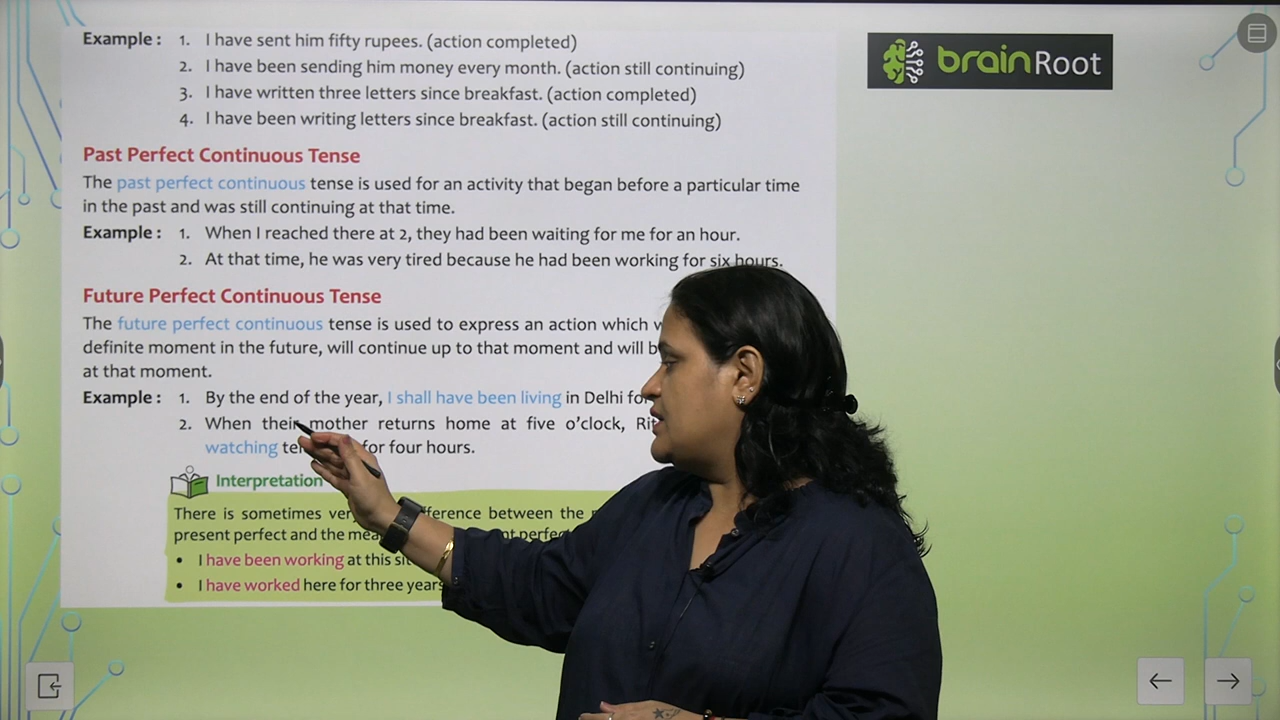 Example : 1. I have sent him fifty rupees. (action completed)
2. I have been sending him money every month. (action still continuing)
3. I have written three letters since breakfast. (action completed)
4. I have been writing letters since breakfast. (action still continuing)
brainRoot
Past Perfect Continuous Tense
The past perfect continuous tense is used for an activity that began before a particular time
in the past and was still continuing at that time.
Example : 1. When I reached there at 2, they had been waiting for me for an hour.
2. At that time, he was very tired because he had been working for six hours.
Future Perfect Continuous Tense
The future perfect continuous tense is used to express an action which
definite moment in the future, will continue up to that moment and will
at that moment.
Example : 1. By the end of the year, I shall have been living in Delhi
2. When their mother returns home at five o'clock,
watching for four hours.
Interpretation
There is sometimes between the
present perfect and the
• I have been working at this
• I have worked here for three years